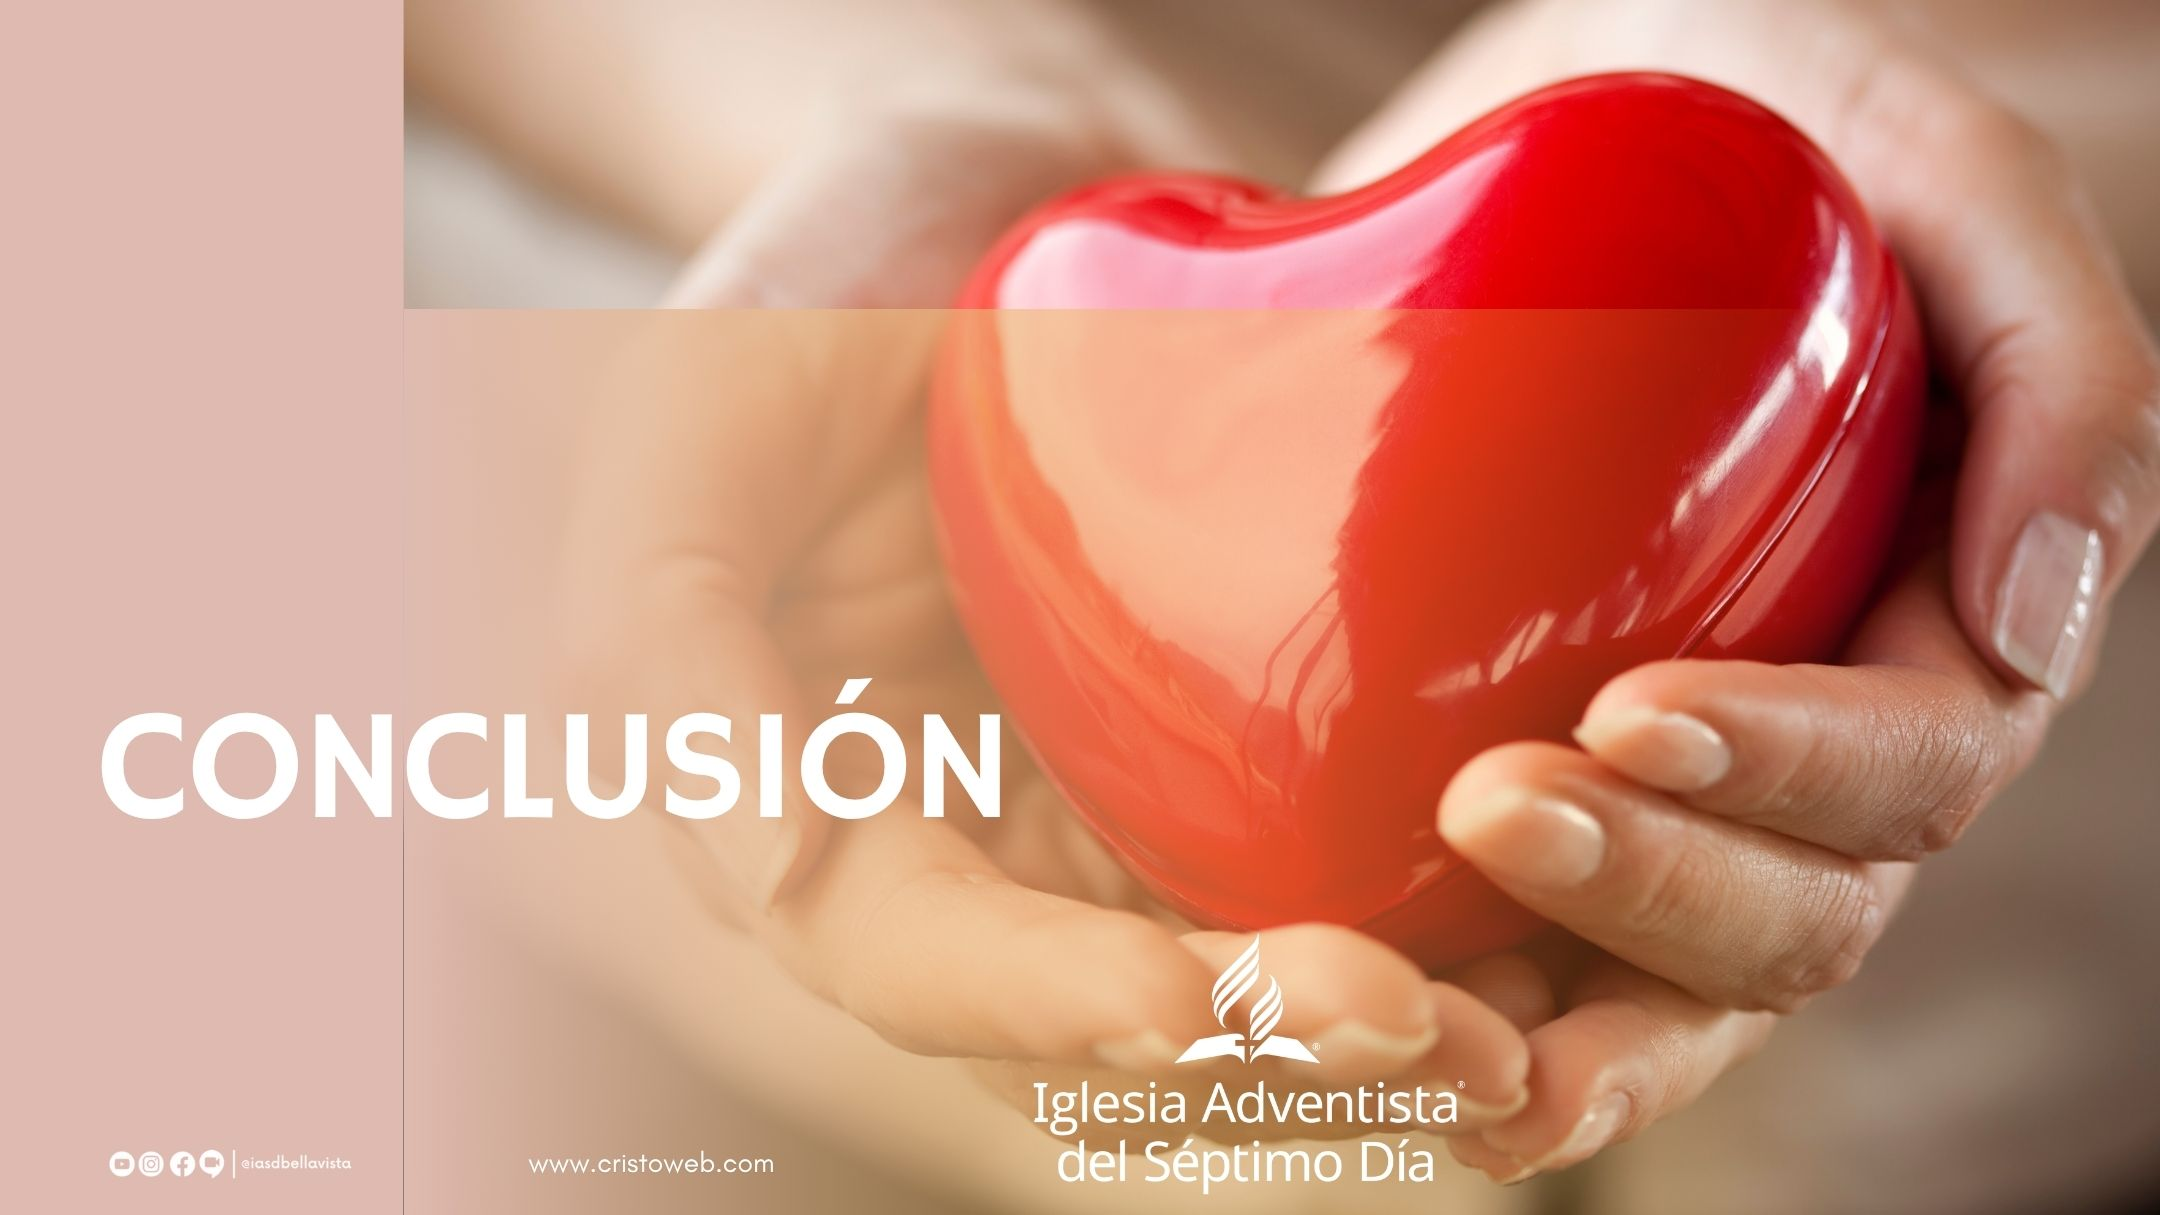 CONCLUSIÓN
Iglesia Adventista®
del Séptimo Día
@iasdbellavista
www.cristoweb.com